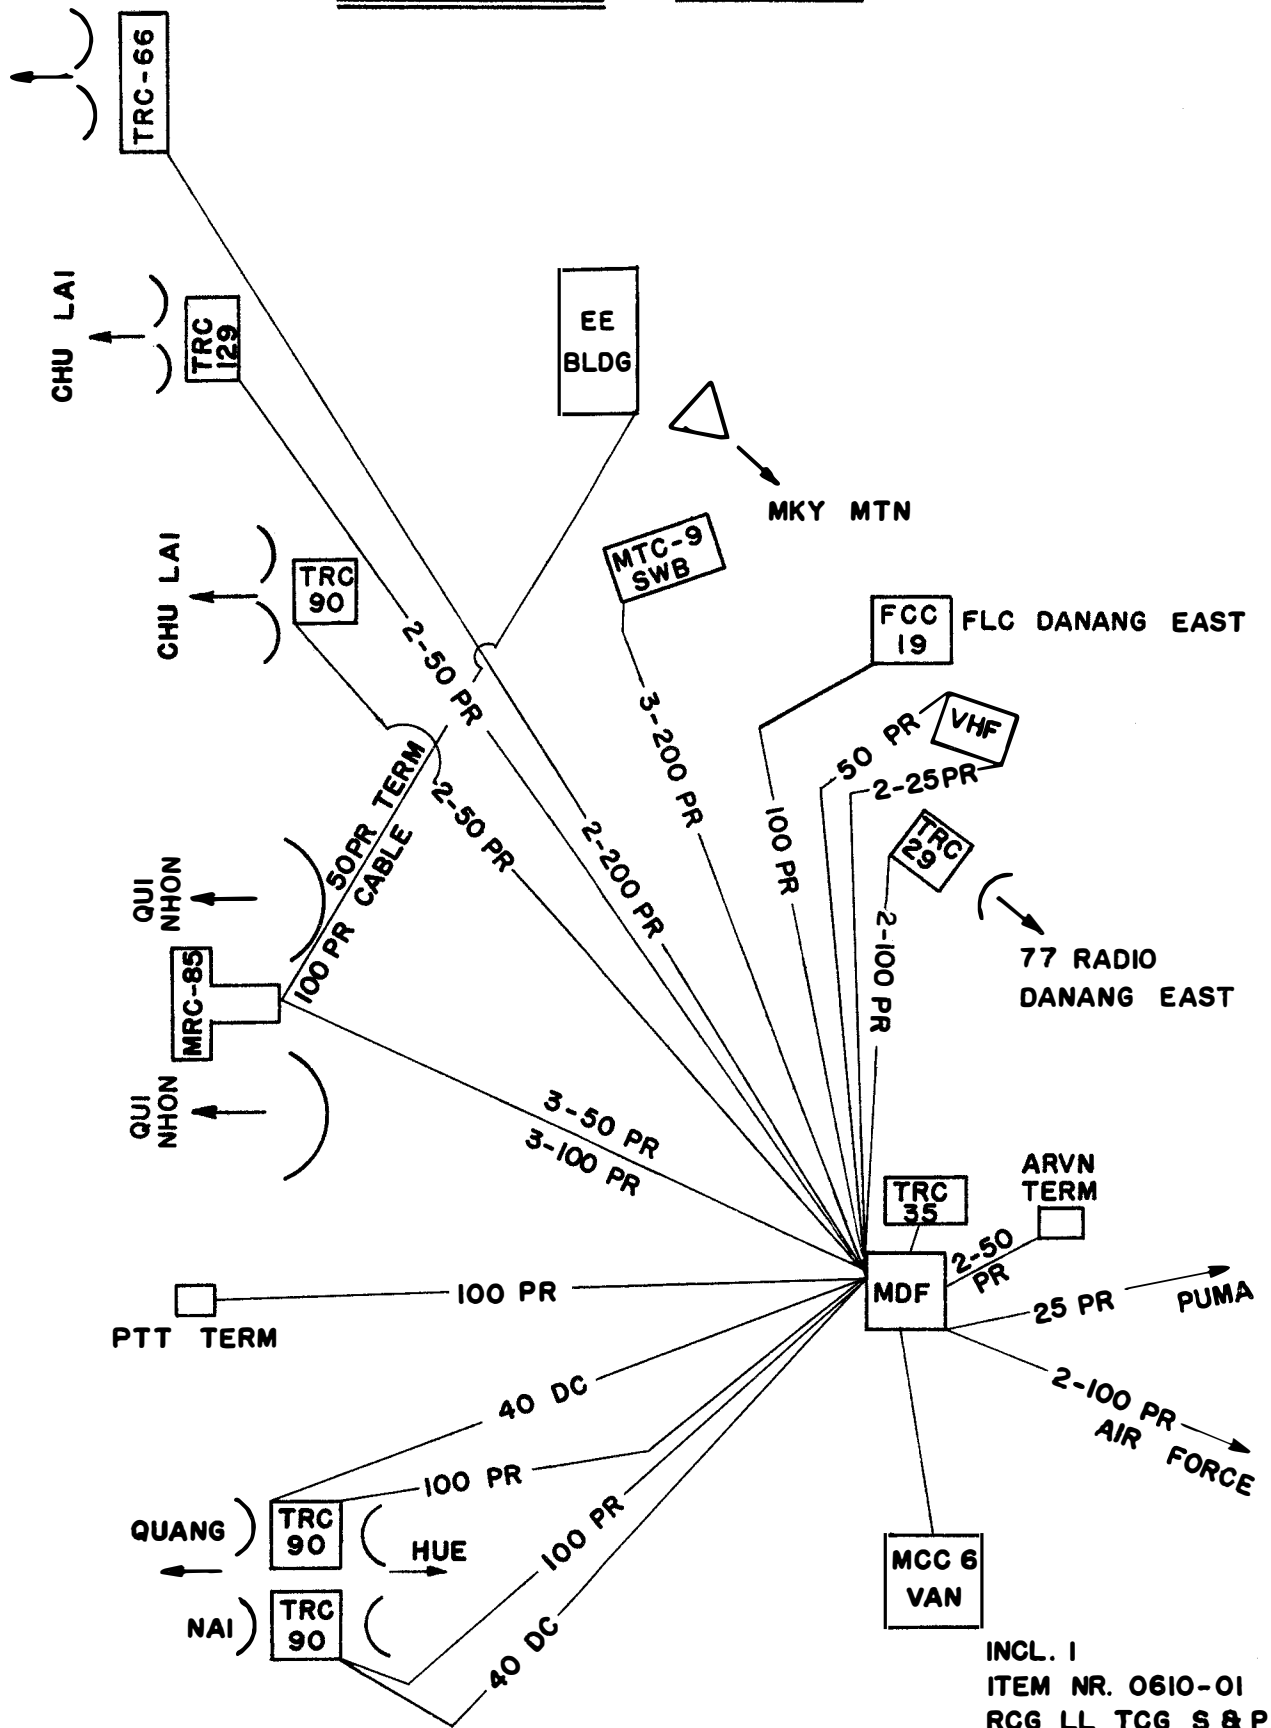 TRC-66
CHU LAI
TRC
129
EE
BLDG
MKY MTN
CHU LAI
TRC
90
MTC-9
SWB
FCC
19
FLC DANANG EAST
VHF
50 PR
2-25PR
TRC
29
77 RADIO
DANANG EAST
2-50 PR
3-200 PR
100 PR
2-100 PR
50PR TERM
100 PR CABLE
2-50 PR
2-200 PR
QUI
NHON
MRC-85
QUI
NHON
3-50 PR
3-100 PR
TRC
35
ARVN
TERM
2-50
PR
MDF
25 PR
PUMA
2-100 PR
AIR FORCE
100 PR
PTT TERM
40 DC
100 PR
QUANG
TRC
90
HUE
NAI
TRC
90
100 PR
40 DC
MCC 6
VAN
INCL. I
ITEM NR. 0610-01
RCG LL TCG S & P